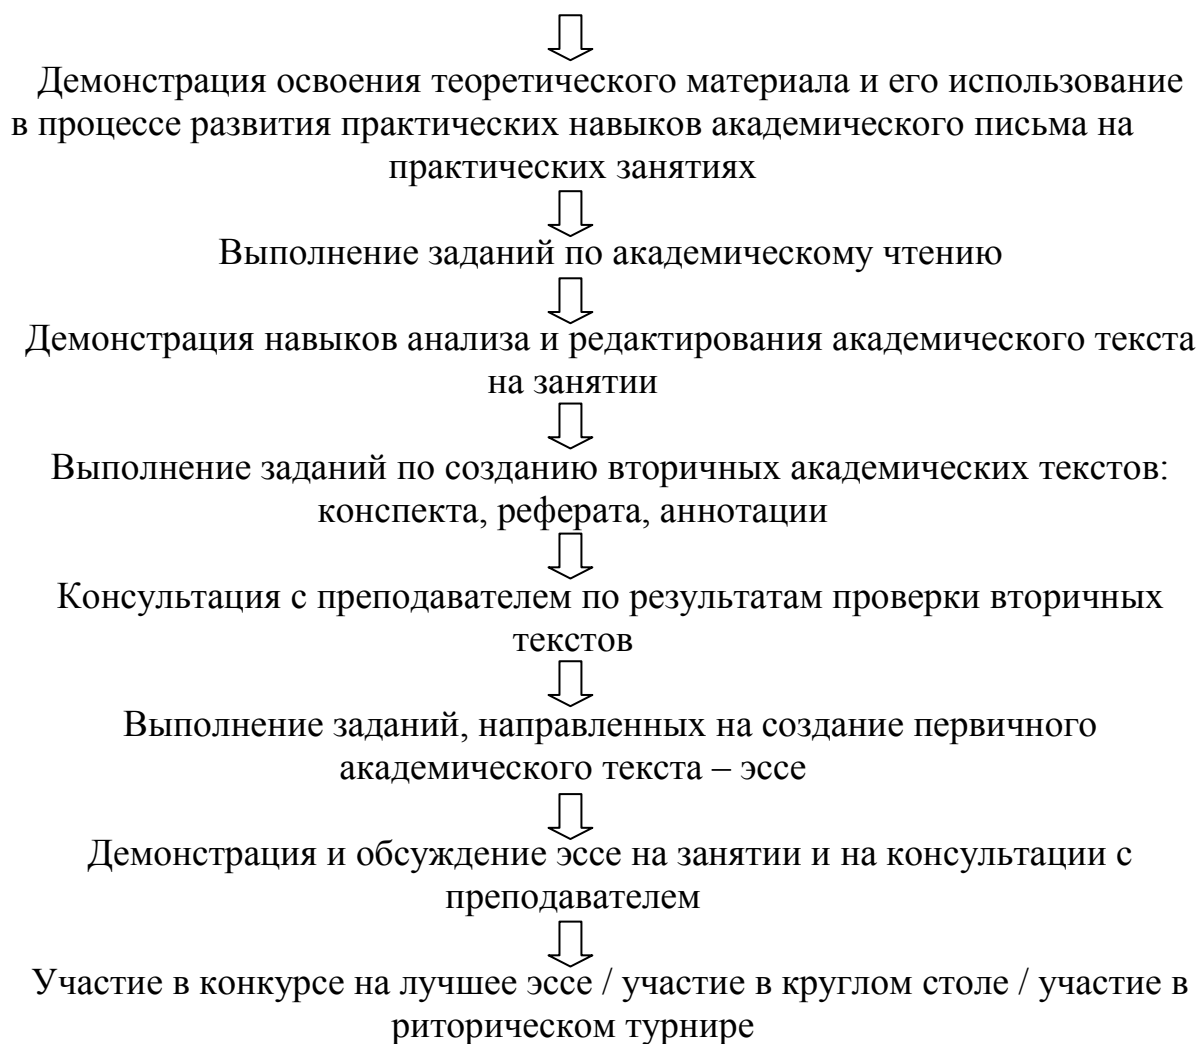 Демонстрация освоения теоретического материала и его использование
в процессе развития практических навыков академического письма на
практических занятиях
Выполнение заданий по академическому чтению
Демонстрация навыков анализа и редактирования академического текста
на занятии
Выполнение заданий по созданию вторичных академических текстов:
конспекта, реферата, аннотации
Консультация с преподавателем по результатам проверки вторичных
текстов
Выполнение заданий, направленных на создание первичного
академического текста – эссе
Демонстрация и обсуждение эссе на занятии и на консультации с
преподавателем
Участие в конкурсе на лучшее эссе / участие в круглом столе / участие в
риторическом турнире